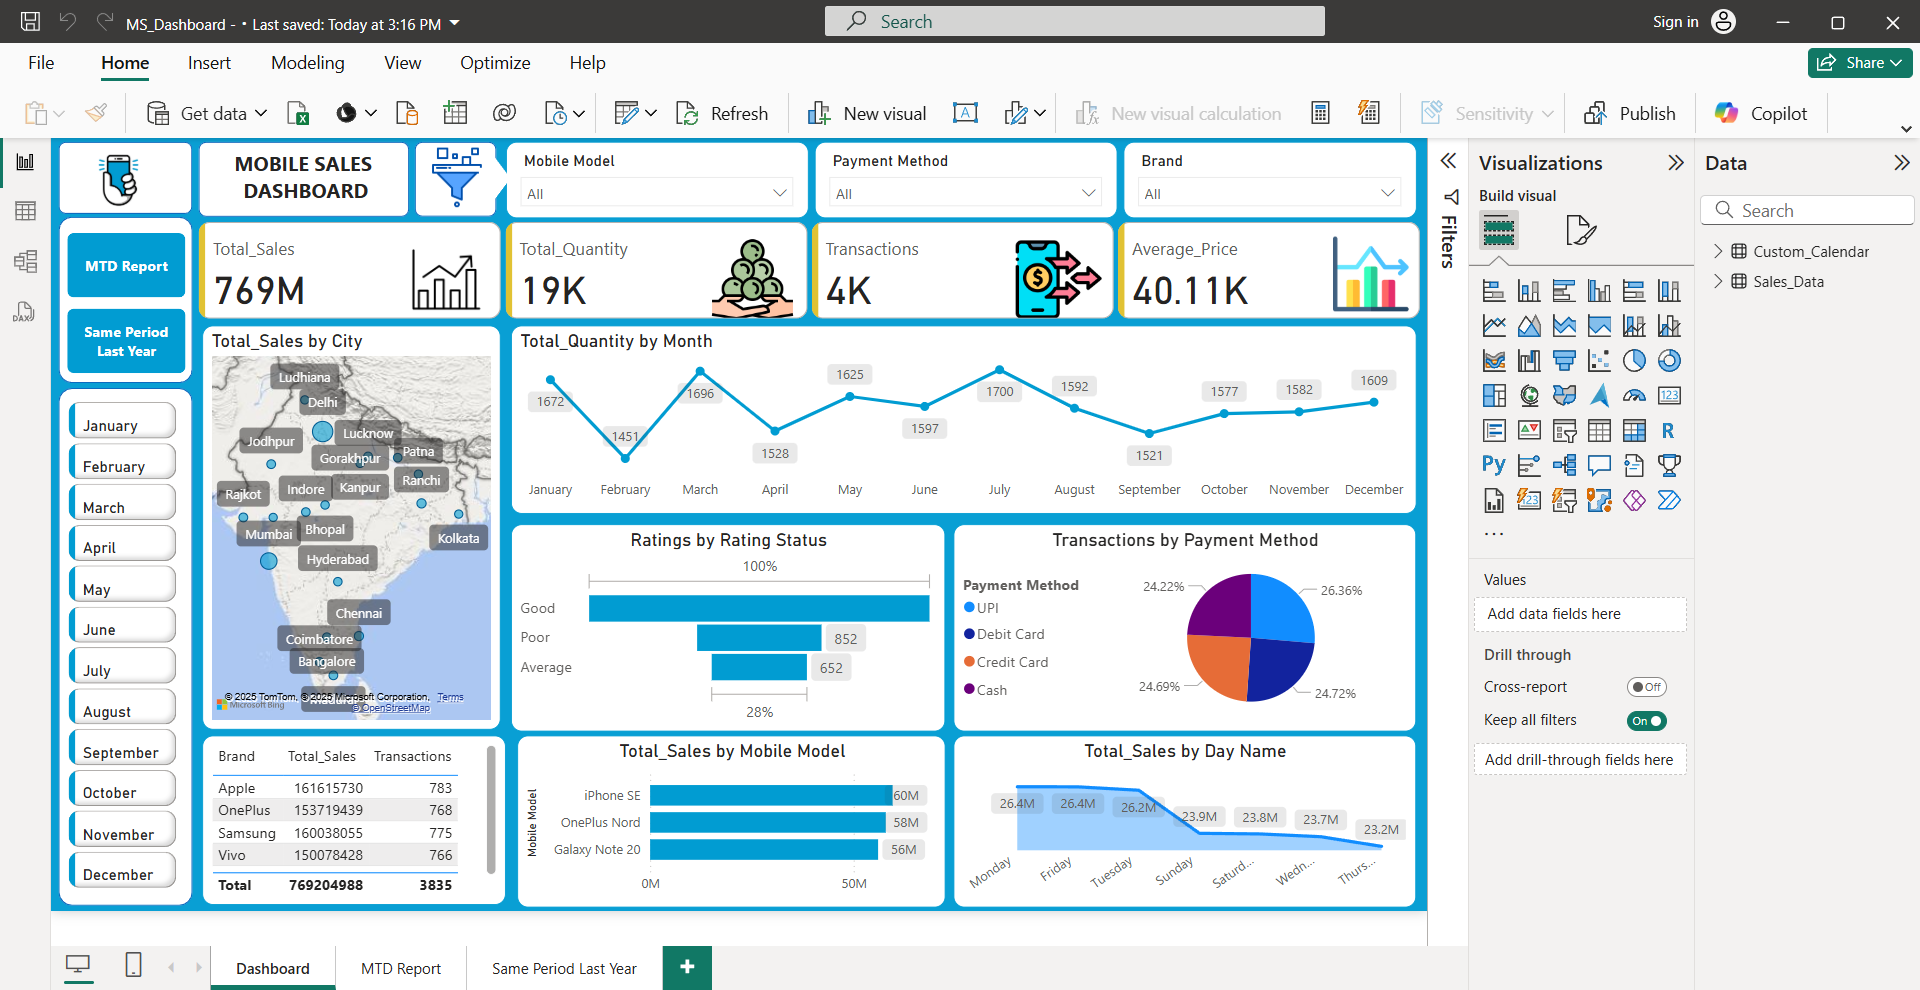 MS_Dashboard - • Last saved: Today at 3:16 PM
Search
Sign in
File Home Insert Modeling View Optimize Help
Share
Get data
Refresh
New visual
New visual calculation
Sensitivity
Publish
Copilot
MOBILE SALES
DASHBOARD
Mobile Model
All
Payment Method
All
Brand
All
MTD Report
Same Period
Last Year
January
February
March
April
May
June
July
August
September
October
November
December
Total_Sales
769M
Total_Quantity
19K
Transactions
4K
Average_Price
40.11K
Total_Sales by City
Ludhiana
Delhi
Jodhpur
Lucknow
Gorakhpur
Patna
Rajkot
Indore
Kanpur
Ranchi
Mumbai
Bhopal
Kolkata
Hyderabad
Chennai
Coimbatore
Bangalore
© 2025 TomTom, © 2025 Microsoft Corporation, Terms
Microsoft Bing
© OpenStreetMap
Total_Quantity by Month
1672
1451
1696
1528
1625
1597
1700
1592
1521
1577
1582
1609
January February March April May June July August September October November December
Ratings by Rating Status
100%
Good
Poor 852
Average 652
28%
Transactions by Payment Method
Payment Method
UPI
Debit Card
Credit Card
Cash
24.22%
26.36%
24.69%
24.72%
Brand Total_Sales Transactions
Apple 161615730 783
OnePlus 153719439 768
Samsung 160038055 775
Vivo 150078428 766
Total 769204988 3835
Total_Sales by Mobile Model
Mobile Model
iPhone SE 60M
OnePlus Nord 58M
Galaxy Note 20 56M
0M 50M
Total_Sales by Day Name
26.4M 26.4M 26.2M 23.9M 23.8M 23.7M 23.2M
Monday Friday Tuesday Sunday Saturd... Wedn... Thurs...
Filters
Visualizations
Build visual
123
R
Py
123
...
Values
Add data fields here
Drill through
Cross-report Off
Keep all filters On
Add drill-through fields here
Data
Search
Custom_Calendar
Sales_Data
DAX
Dashboard MTD Report Same Period Last Year +